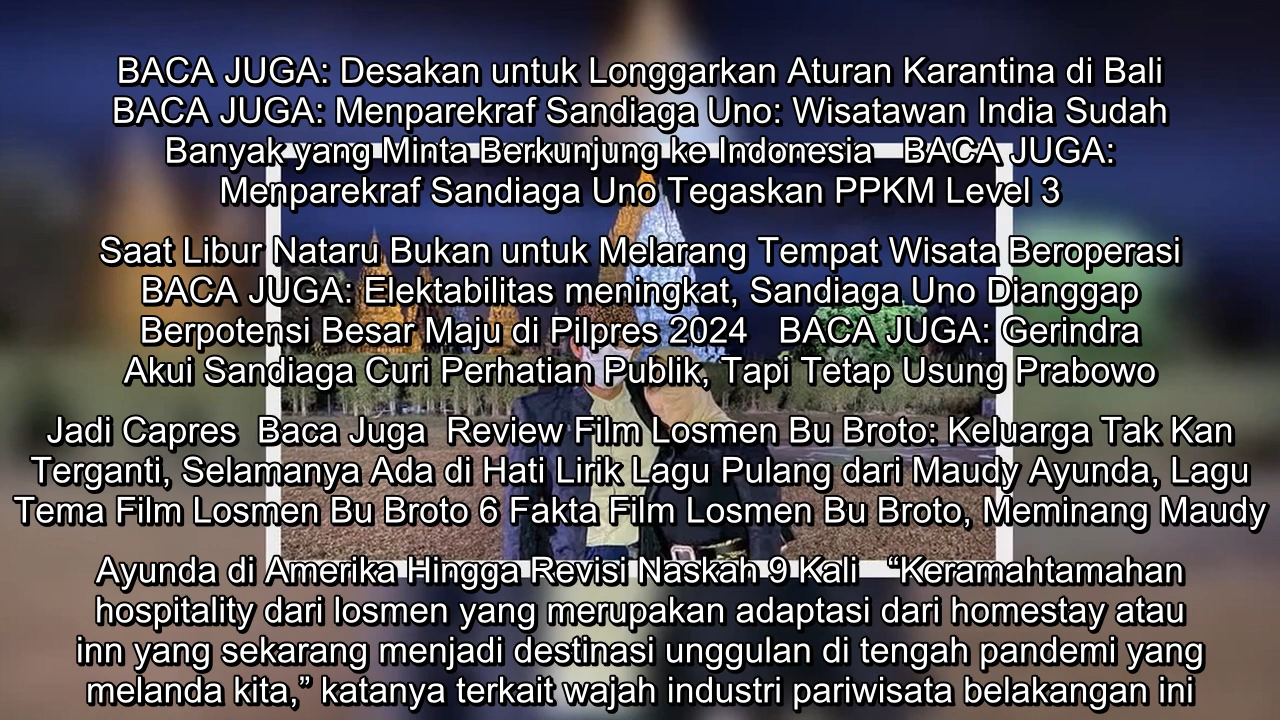 BACA JUGA: Desakan untuk Longgarkan Aturan Karantina di Bali
BACA JUGA: Menparekraf Sandiaga Uno: Wisatawan India Sudah
Banyak yang Minta Berkunjung ke Indonesia   BACA JUGA:
Menparekraf Sandiaga Uno Tegaskan PPKM Level 3
Saat Libur Nataru Bukan untuk Melarang Tempat Wisata Beroperasi
BACA JUGA: Elektabilitas meningkat, Sandiaga Uno Dianggap
Berpotensi Besar Maju di Pilpres 2024   BACA JUGA: Gerindra
Akui Sandiaga Curi Perhatian Publik, Tapi Tetap Usung Prabowo
Jadi Capres  Baca Juga  Review Film Losmen Bu Broto: Keluarga Tak Kan
Terganti, Selamanya Ada di Hati Lirik Lagu Pulang dari Maudy Ayunda, Lagu
Tema Film Losmen Bu Broto 6 Fakta Film Losmen Bu Broto, Meminang Maudy
Ayunda di Amerika Hingga Revisi Naskah 9 Kali   “Keramahtamahan
hospitality dari losmen yang merupakan adaptasi dari homestay atau
inn yang sekarang menjadi destinasi unggulan di tengah pandemi yang
melanda kita,” katanya terkait wajah industri pariwisata belakangan ini